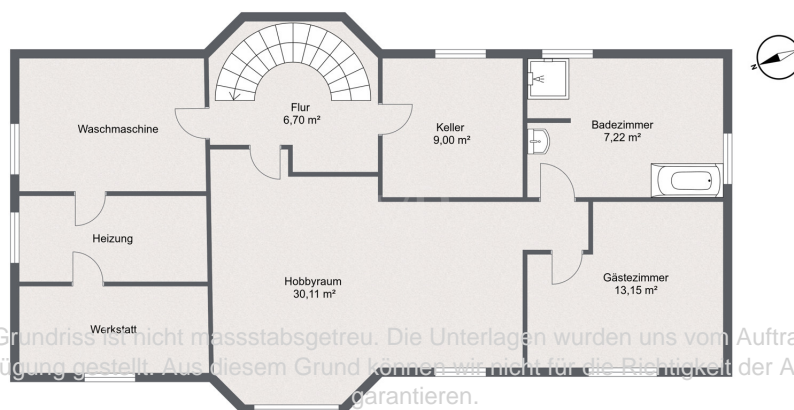 Waschmaschine
Flur
6,70 m²
Keller
9,00 m²
Badezimmer
7,22 m²
N
Heizung
Hobbyraum
30,11 m²
Gästezimmer
13,15 m²
Werkstatt
Grundriss ist nicht massstabsgetreu. Die Unterlagen wurden uns vom Auftra
ügung gestellt. Aus diesem Grund können wir nicht für die Richtigkeit der A
garantieren.